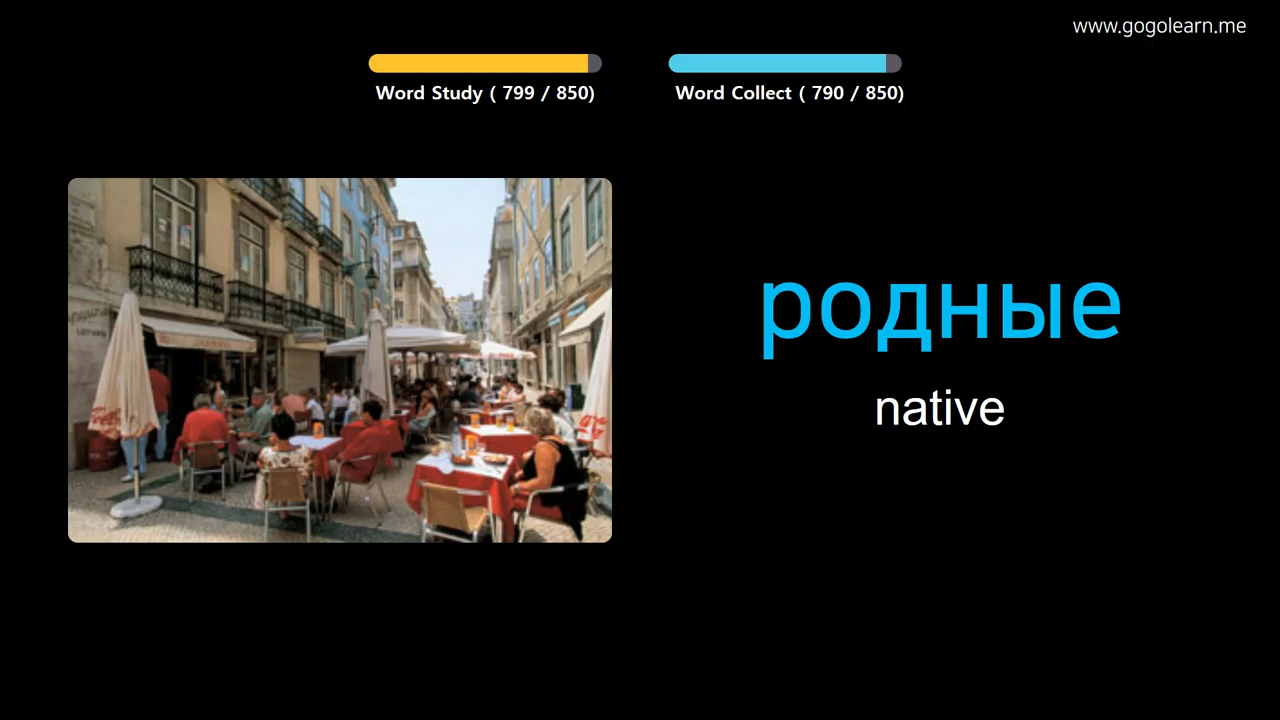 www.gogolearn.me
Word Study ( 799 / 850)
Word Collect ( 790 / 850)
родные
native